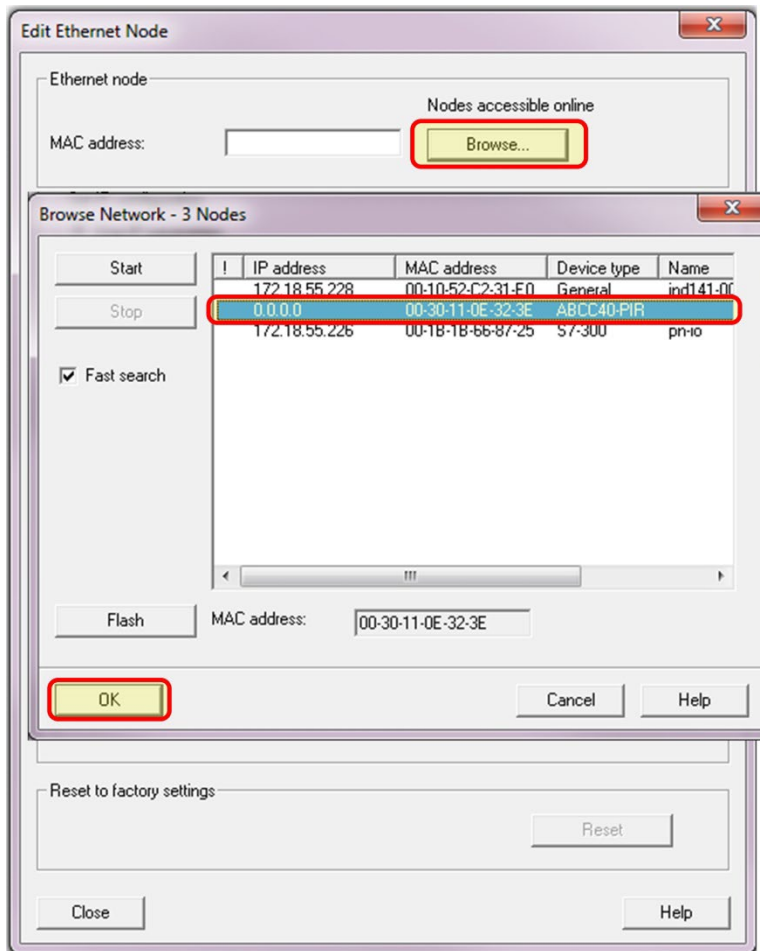 Edit Ethernet Node
Ethernet node
Nodes accessible online
MAC address:
Browse...
Browse Network - 3 Nodes
Start
Stop
Fast search
! IP address MAC address Device type Name
172.18.55.228 00-10-52-C2-31-E0 General
0.0.0.0 00-30-11-0E-32-3E ABCC40-PIR
172.18.55.226 00-1B-1B-66-87-25 S7-300 pn-io
Flash
MAC address:
00-30-11-0E-32-3E
OK
Cancel
Help
Reset to factory settings
Reset
Close
Help